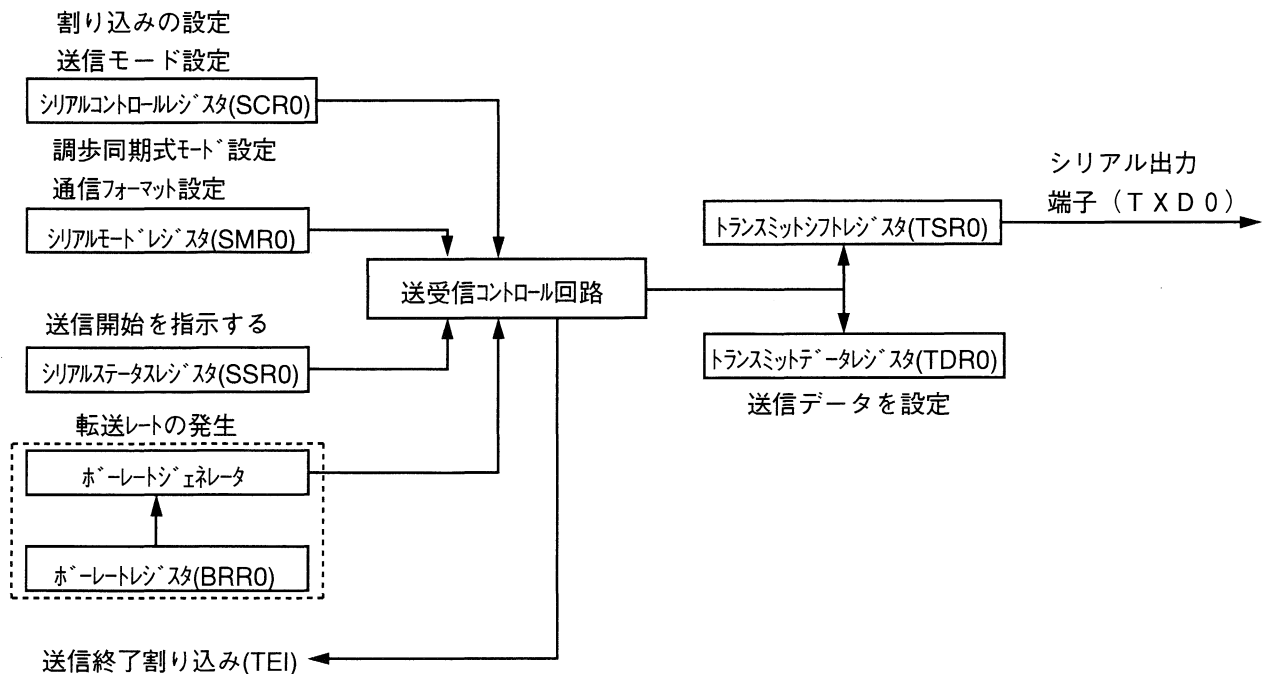 割り込みの設定
送信モード設定
シリアルコントロールレジスタ(SCR0)
調歩同期式モード設定
通信フォーマット設定
シリアルモードレジスタ(SMR0)
送受信コントロール回路
送信開始を指示する
シリアルステータスレジスタ(SSR0)
転送レートの発生
ボーレートジェネレータ
ボーレートレジスタ(BRR0)
送信終了割り込み(TEI)
シリアル出力
端子(TXD0)
トランスミットシフトレジスタ(TSR0)
トランスミットデータレジスタ(TDR0)
送信データを設定